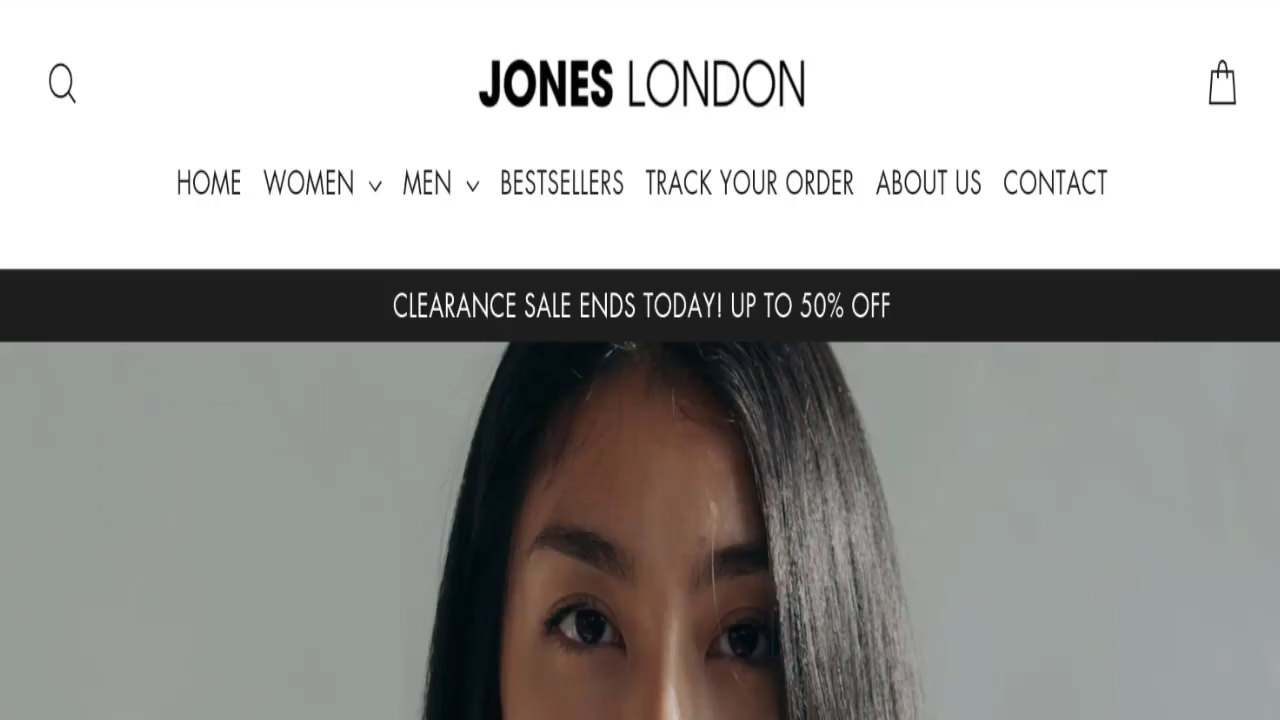 JONES LONDON
HOME WOMEN MEN BESTSELLERS TRACK YOUR ORDER ABOUT US CONTACT
CLEARANCE SALE ENDS TODAY! UP TO 50% OFF